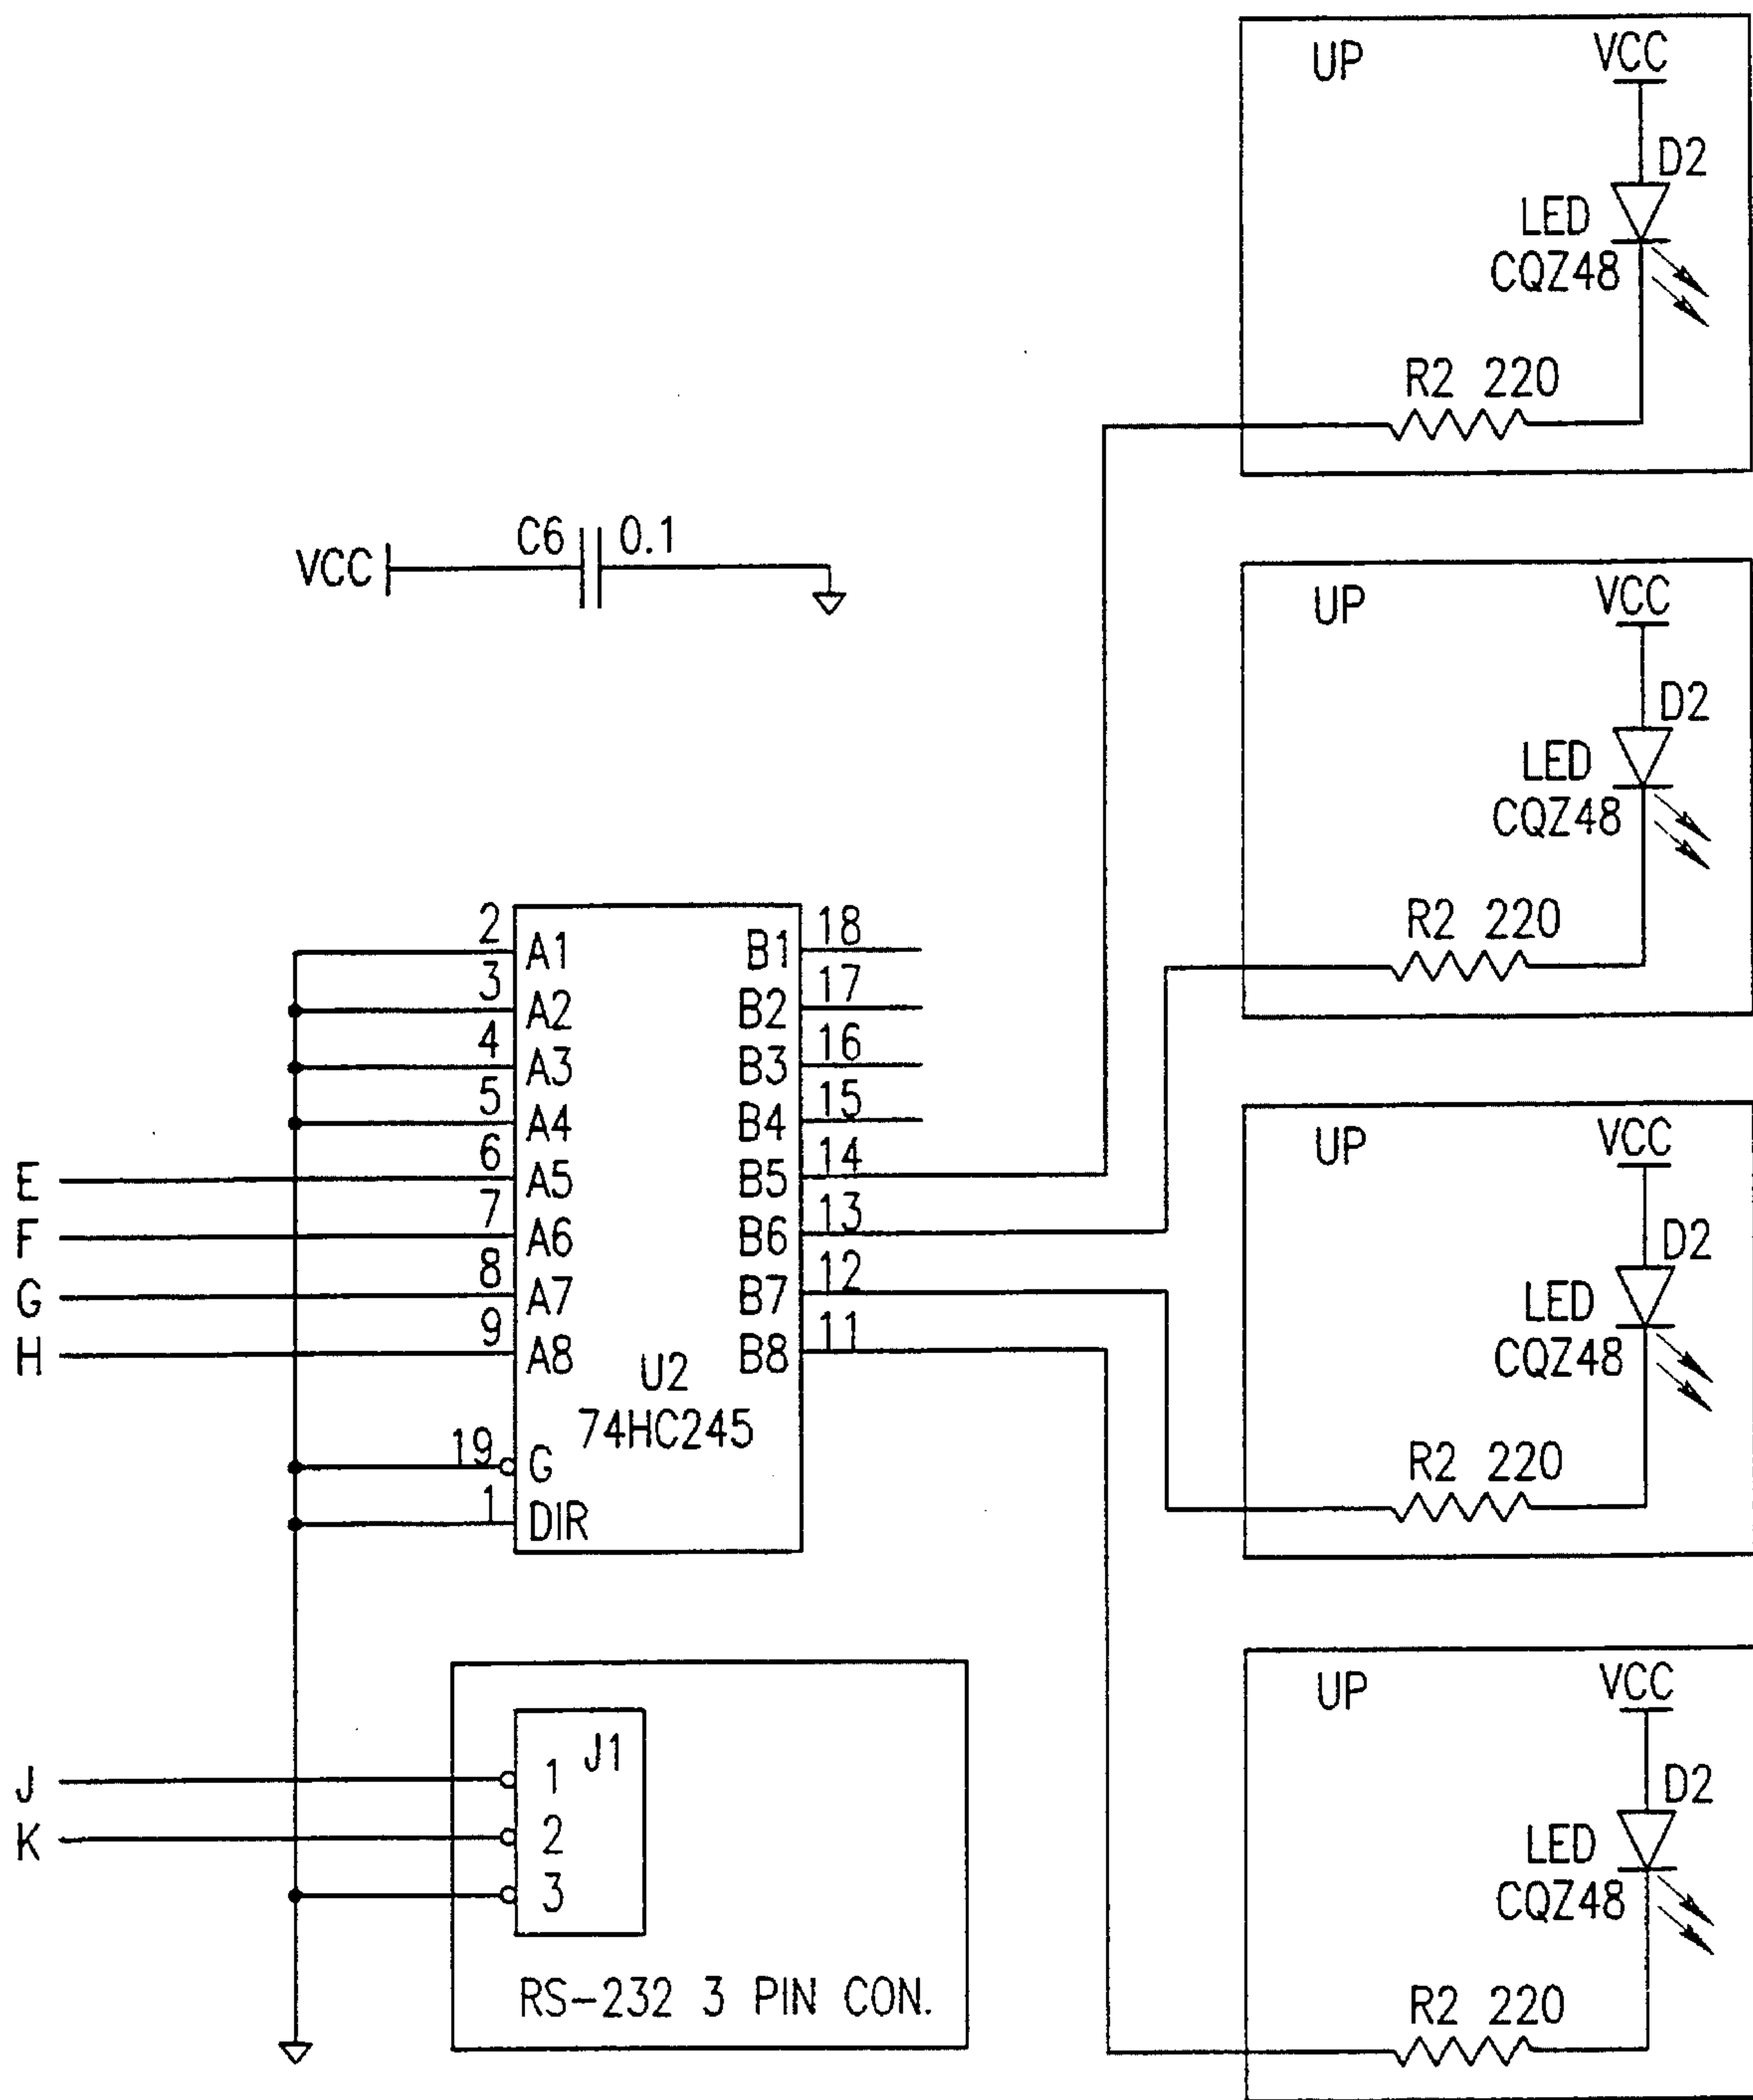 UP
VCC
D2
LED
CQZ48
R2 220
VCC
C6
0.1
UP
VCC
D2
LED
CQZ48
R2 220
2 A1 B1 18
3 A2 B2 17
4 A3 B3 16
5 A4 B4 15
E 6 A5 B5 14
F 7 A6 B6 13
G 8 A7 B7 12
H 9 A8 B8 11
U2
74HC245
19 G
1 DIR
UP
VCC
D2
LED
CQZ48
R2 220
J1
J 1
K 2
3
RS-232 3 PIN CON.
UP
VCC
D2
LED
CQZ48
R2 220